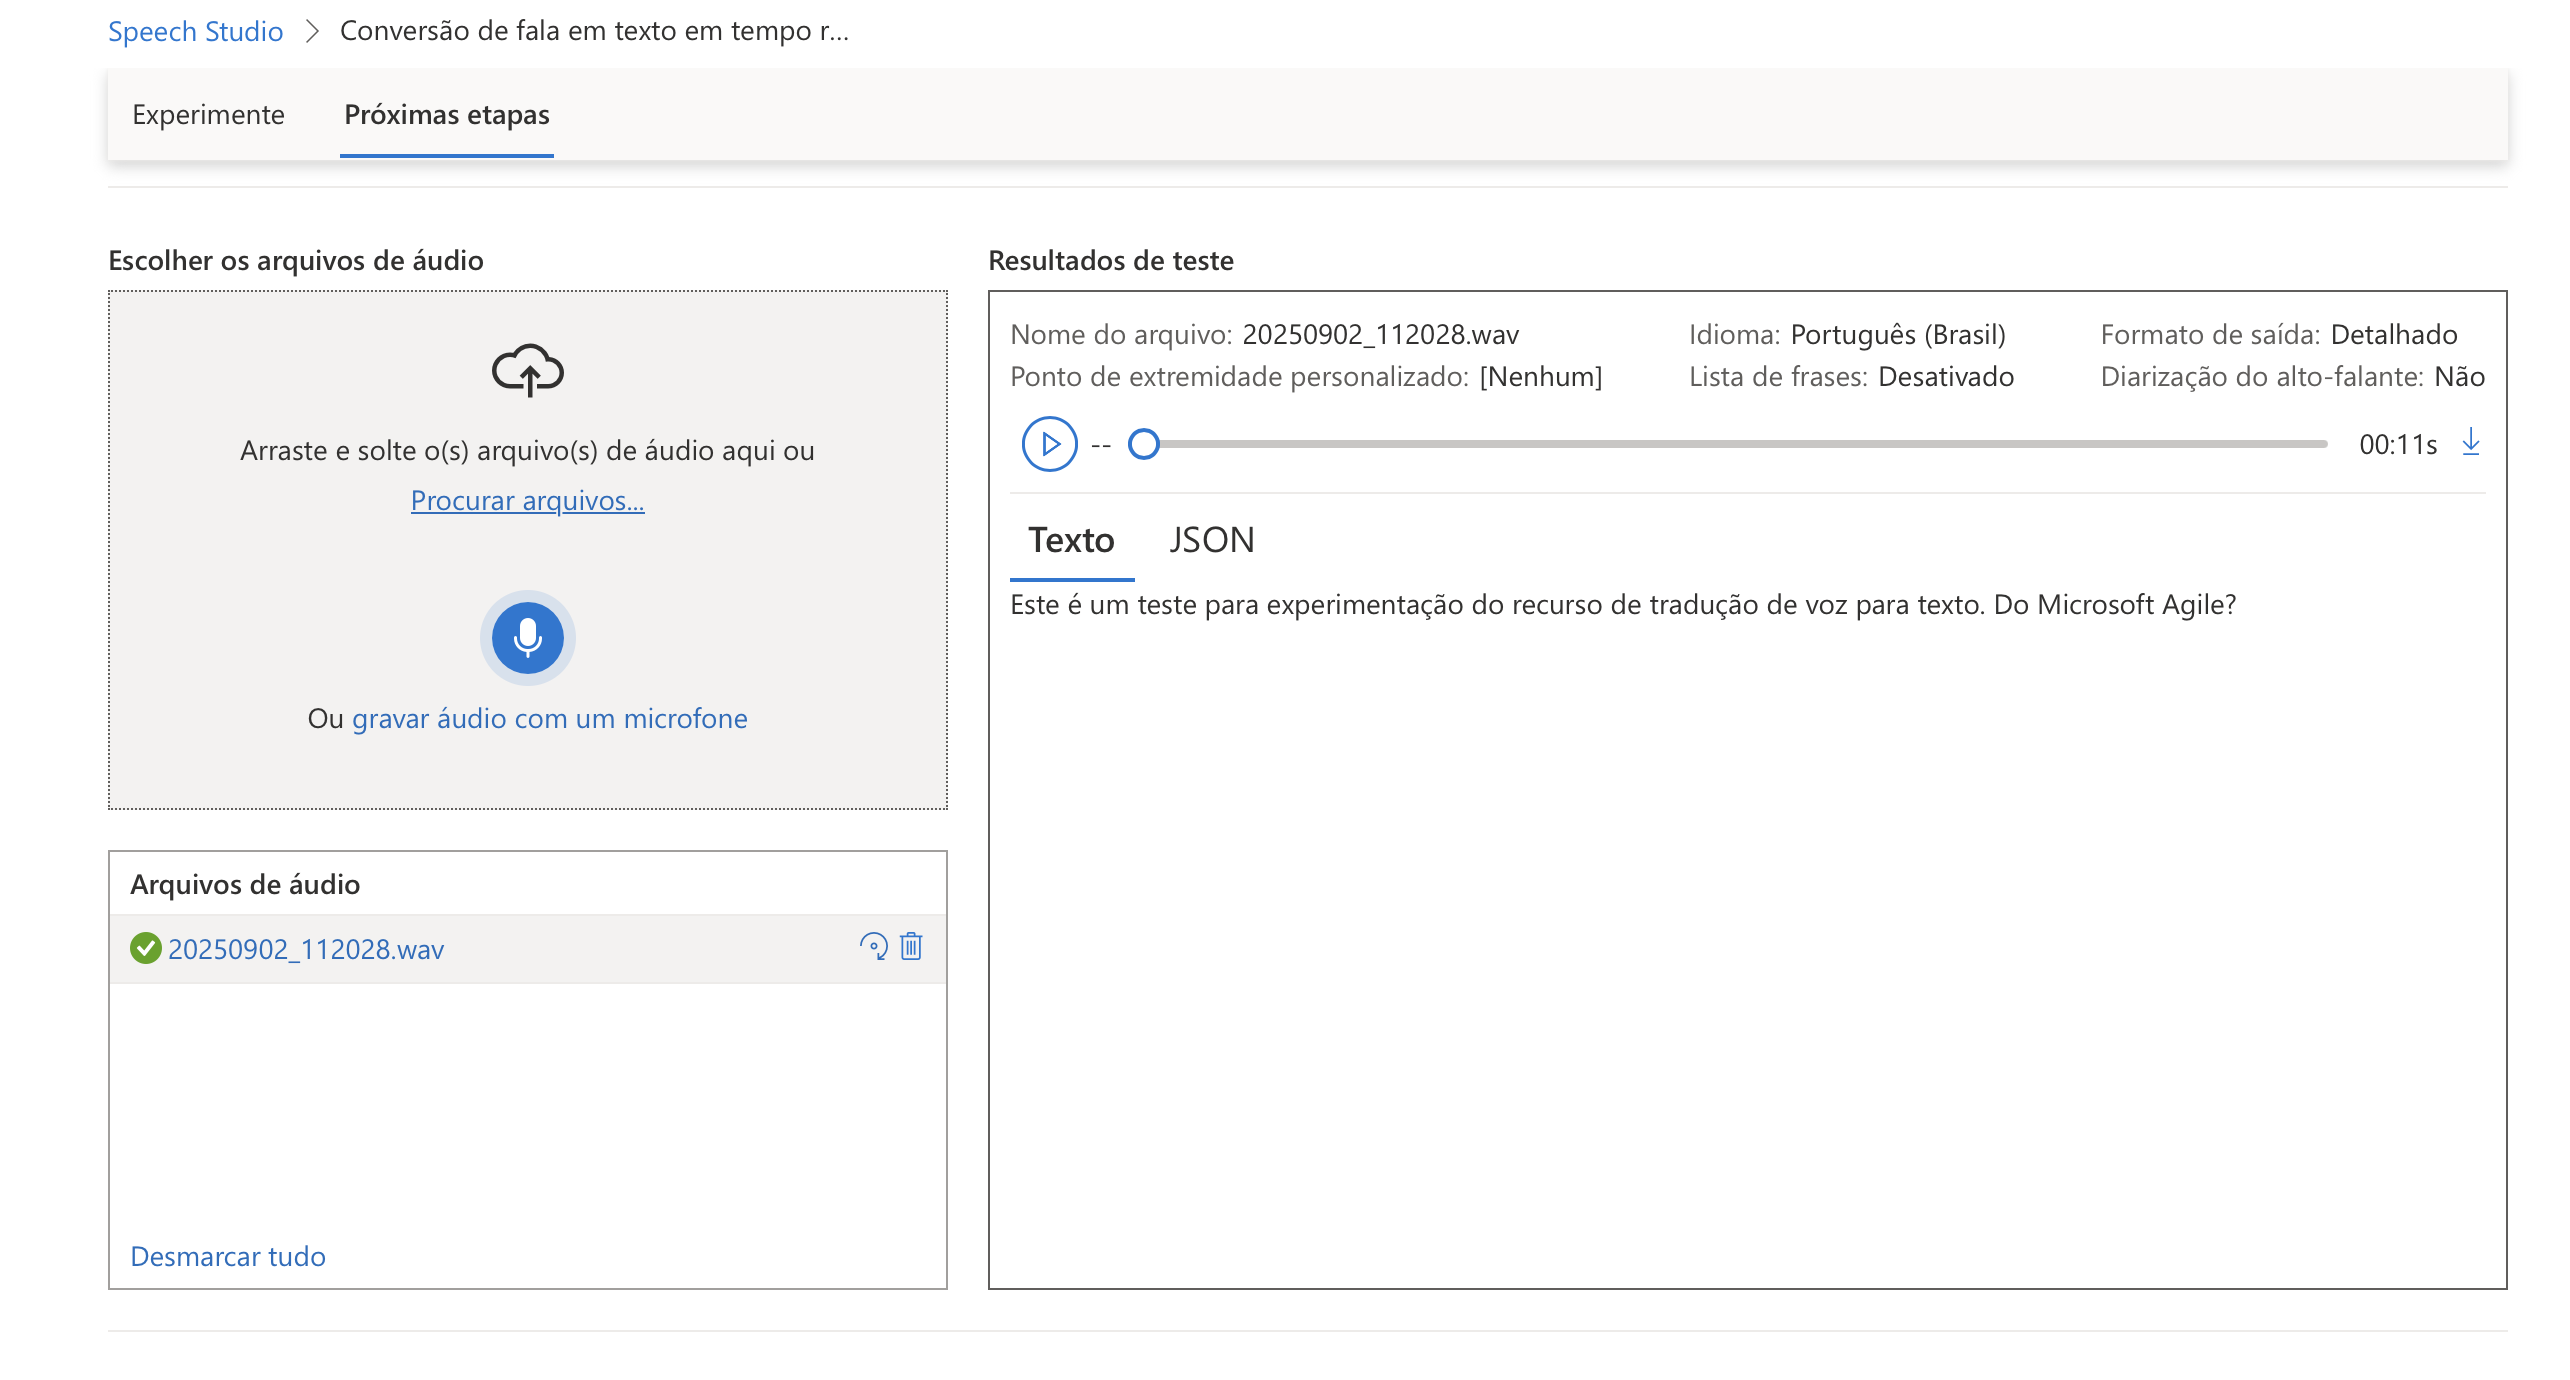 Speech Studio > Conversão de fala em texto em tempo r...
Experimente Próximas etapas
Escolher os arquivos de áudio
Arraste e solte o(s) arquivo(s) de áudio aqui ou
Procurar arquivos...
Ou gravar áudio com um microfone
Arquivos de áudio
20250902_112028.wav
Desmarcar tudo
Resultados de teste
Nome do arquivo: 20250902_112028.wav Idioma: Português (Brasil) Formato de saída: Detalhado
Ponto de extremidade personalizado: [Nenhum] Lista de frases: Desativado Diarização do alto-falante: Não
-- 00:11s
Texto JSON
Este é um teste para experimentação do recurso de tradução de voz para texto. Do Microsoft Agile?